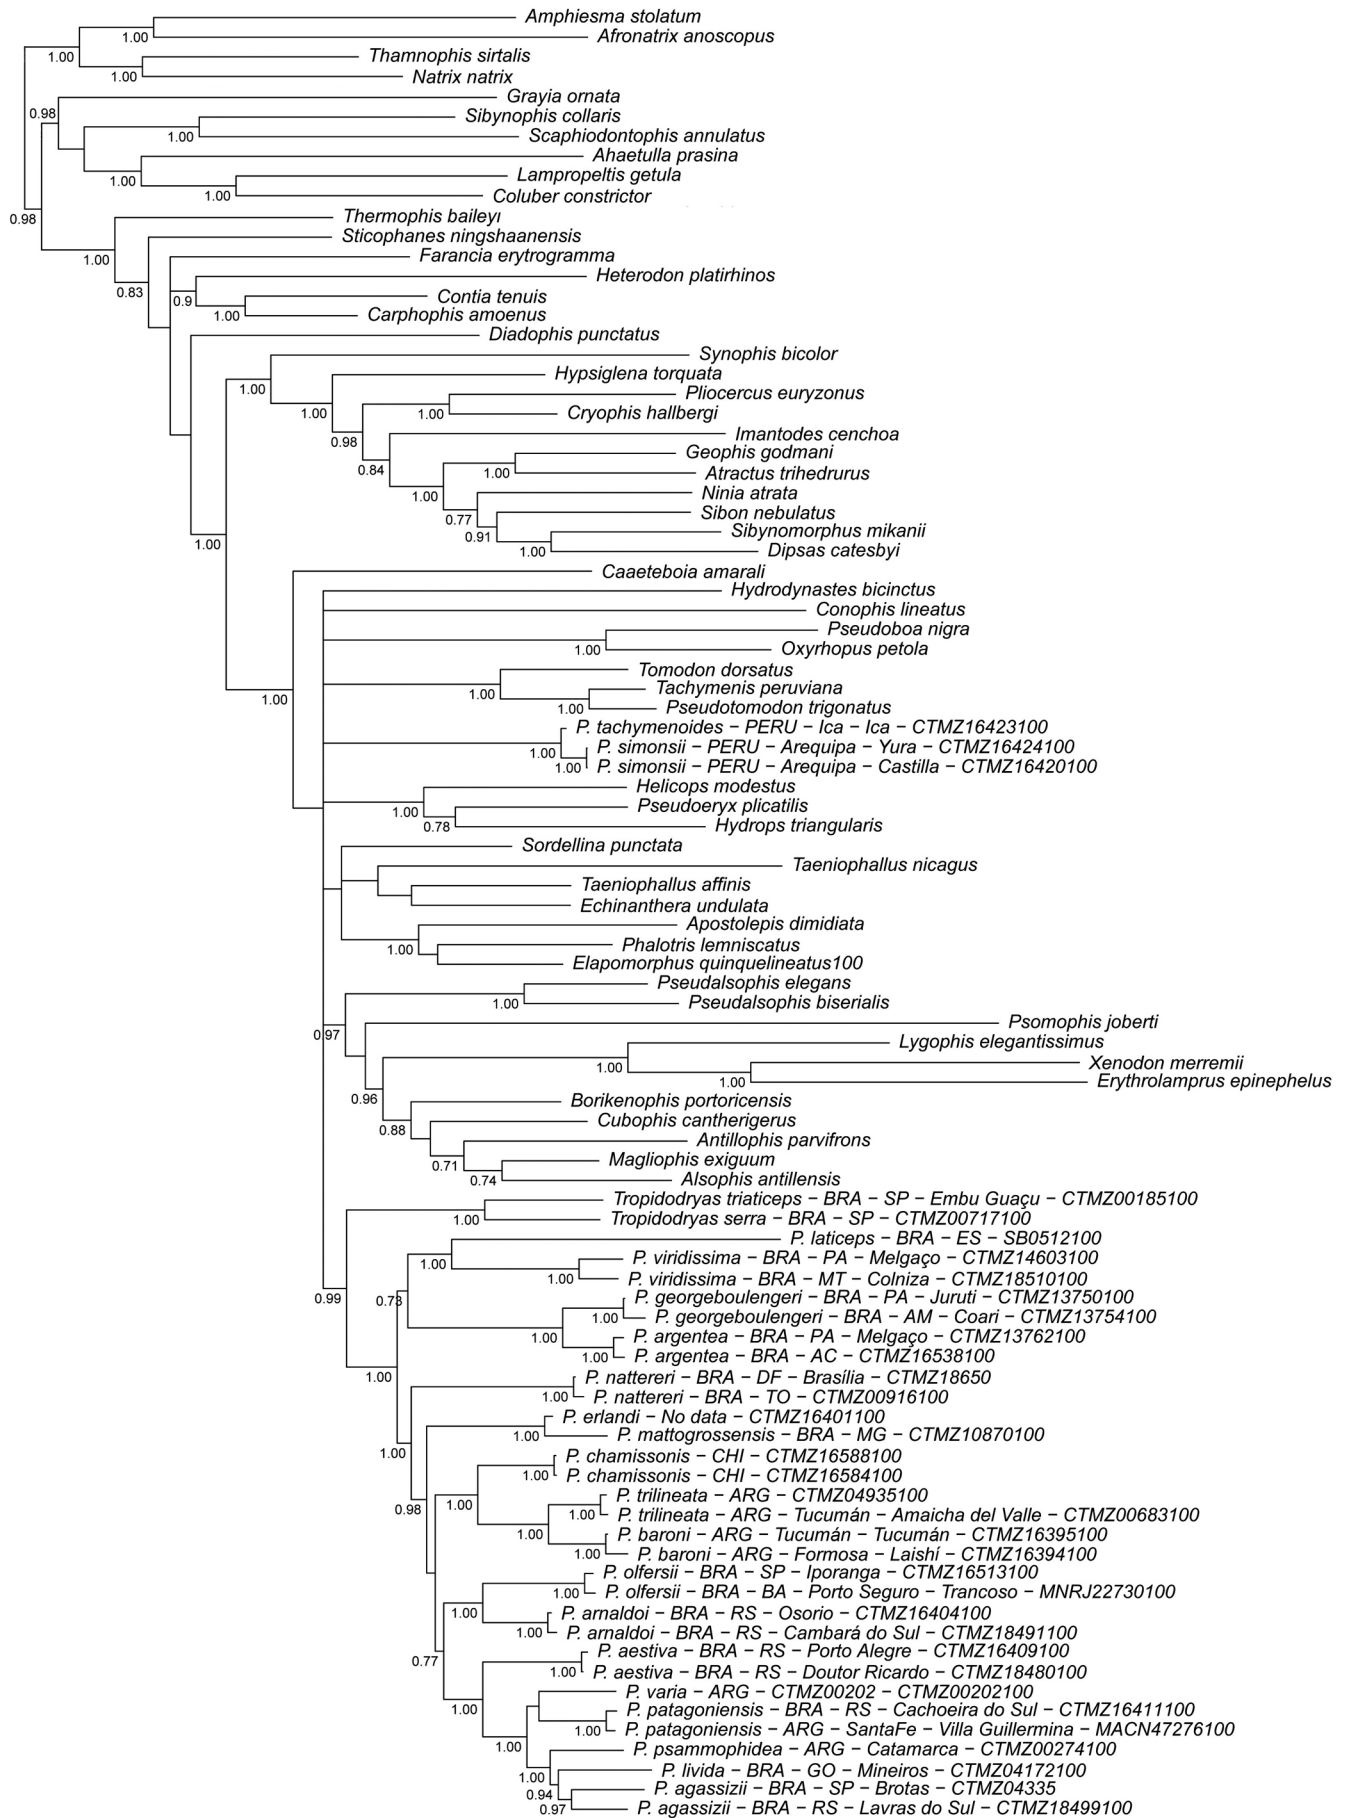 Amphiesma stolatum
1.00
Afronatrix anoscopus
1.00
Thamnophis sirtalis
1.00
Natrix natrix
Grayia ornata
0.98
Sibynophis collaris
1.00
Scaphiodontophis annulatus
Ahaetulla prasina
1.00
Lampropeltis getula
1.00
Coluber constrictor
0.98
Thermophis baileyi
Sticophanes ningshaanensis
1.00
Farancia erytrogramma
Heterodon platirhinos
0.83
0.9
Contia tenuis
1.00
Carphophis amoenus
Diadophis punctatus
Synophis bicolor
Hypsiglena torquata
1.00
Pliocercus euryzonus
1.00
1.00
Cryophis hallbergi
Imantodes cenchoa
0.98
Geophis godmani
0.84
1.00
Atractus trihedrurus
Ninia atrata
1.00
Sibon nebulatus
0.77
Sibynomorphus mikanii
0.91
1.00
1.00
Dipsas catesbyi
Caaeteboia amarali
Hydrodynastes bicinctus
Conophis lineatus
Pseudoboa nigra
1.00
Oxyrhopus petola
Tomodon dorsatus
Tachymenis peruviana
1.00
1.00
1.00
Pseudotomodon trigonatus
P. tachymenoides − PERU − Ica − Ica − CTMZ16423100
P. simonsii − PERU − Arequipa − Yura − CTMZ16424100
1.00
1.00
P. simonsii − PERU − Arequipa − Castilla − CTMZ16420100
Helicops modestus
1.00
Pseudoeryx plicatilis
0.78
Hydrops triangularis
Sordellina punctata
Taeniophallus nicagus
Taeniophallus affinis
Echinanthera undulata
Apostolepis dimidiata
1.00
Phalotris lemniscatus
Elapomorphus quinquelineatus100
Pseudalsophis elegans
1.00
Pseudalsophis biserialis
Psomophis joberti
0.97
Lygophis elegantissimus
1.00
Xenodon merremii
1.00
Erythrolamprus epinephelus
0.96
Borikenophis portoricensis
Cubophis cantherigerus
0.88
Antillophis parvifrons
0.71
Magliophis exiguum
0.74
Alsophis antillensis
Tropidodryas triaticeps − BRA − SP − Embu Guaçu − CTMZ00185100
1.00
Tropidodryas serra − BRA − SP − CTMZ00717100
P. laticeps − BRA − ES − SB0512100
1.00
P. viridissima − BRA − PA − Melgaço − CTMZ14603100
1.00
P. viridissima − BRA − MT − Colniza − CTMZ18510100
0.99
0.73
P. georgeboulengeri − BRA − PA − Juruti − CTMZ13750100
1.00
P. georgeboulengeri − BRA − AM − Coari − CTMZ13754100
1.00
P. argentea − BRA − PA − Melgaço − CTMZ13762100
1.00
P. argentea − BRA − AC − CTMZ16538100
1.00
P. nattereri − BRA − DF − Brasília − CTMZ18650
1.00
P. nattereri − BRA − TO − CTMZ00916100
P. erlandi − No data − CTMZ16401100
1.00
P. mattogrossensis − BRA − MG − CTMZ10870100
1.00
P. chamissonis − CHI − CTMZ16588100
1.00
P. chamissonis − CHI − CTMZ16584100
P. trilineata − ARG − CTMZ04935100
0.98
1.00
1.00
P. trilineata − ARG − Tucumán − Amaicha del Valle − CTMZ00683100
1.00
P. baroni − ARG − Tucumán − Tucumán − CTMZ16395100
1.00
P. baroni − ARG − Formosa − Laishí − CTMZ16394100
P. olfersii − BRA − SP − Iporanga − CTMZ16513100
1.00
P. olfersii − BRA − BA − Porto Seguro − Trancoso − MNRJ22730100
1.00
P. arnaldoi − BRA − RS − Osorio − CTMZ16404100
1.00
P. arnaldoi − BRA − RS − Cambará do Sul − CTMZ18491100
P. aestiva − BRA − RS − Porto Alegre − CTMZ16409100
0.77
1.00
P. aestiva − BRA − RS − Doutor Ricardo − CTMZ18480100
P. varia − ARG − CTMZ00202 − CTMZ00202100
1.00
P. patagoniensis − BRA − RS − Cachoeira do Sul − CTMZ16411100
1.00
P. patagoniensis − ARG − SantaFe − Villa Guillermina − MACN47276100
1.00
P. psammophidea − ARG − Catamarca − CTMZ00274100
1.00
P. livida − BRA − GO − Mineiros − CTMZ04172100
0.94
P. agassizii − BRA − SP − Brotas − CTMZ04335
0.97
P. agassizii − BRA − RS − Lavras do Sul − CTMZ18499100